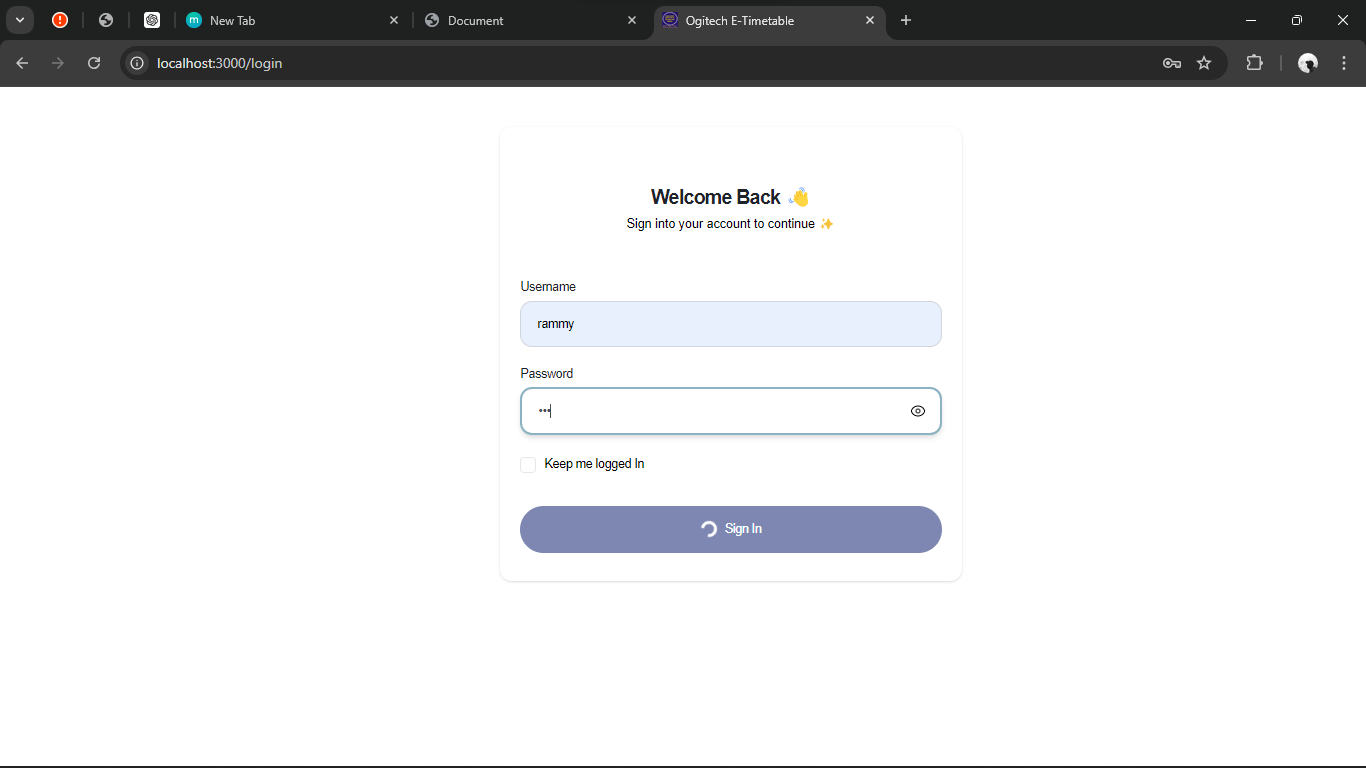 New Tab
Document
Ogitech E-Timetable
localhost:3000/login
Welcome Back 👋
Sign into your account to continue ✨
Username
rammy
Password
•••
Keep me logged In
Sign In